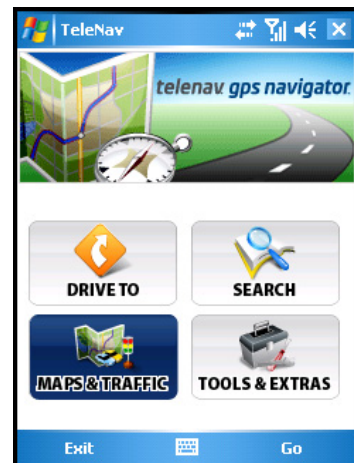 TeleNav
telenav gps navigator
DRIVE TO
SEARCH
MAPS & TRAFFIC
TOOLS & EXTRAS
Exit
Go